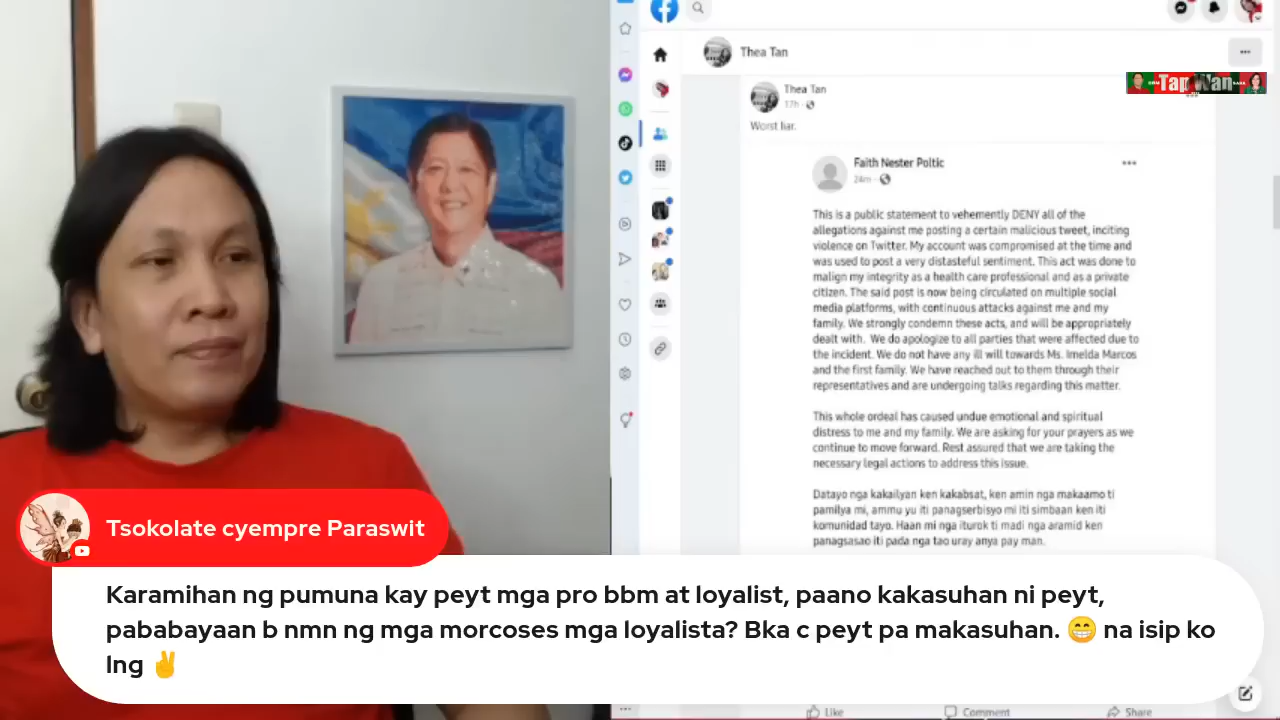 Thea Tan
Thea Tan
17h
Worst liar.
Faith Nester Poltic
24m
This is a public statement to vehemently DENY all of the
allegations against me posting a certain malicious tweet, inciting
violence on Twitter. My account was compromised at the time and
was used to post a very distasteful sentiment. This act was done to
malign my integrity as a health care professional and as a private
citizen. The said post is now being circulated on multiple social
media platforms, with continuous attacks against me and my
family. We strongly condemn these acts, and will be appropriately
dealt with. We do apologize to all parties that were affected due to
the incident. We do not have any ill will towards Ms. Imelda Marcos
and the first family. We have reached out to them through their
representatives and are undergoing talks regarding this matter.
This whole ordeal has caused undue emotional and spiritual
distress to me and my family. We are asking for your prayers as we
continue to move forward. Rest assured that we are taking the
necessary legal actions to address this issue.
Datayo nga kakailyan ken kakabsat, ken amin nga makaamo ti
pamilya mi, ammu yu iti panagserbisyo mi iti simbaan ken iti
komunidad tayo. Haan mi nga iturok ti madi nga aramid ken
panagsasao iti pada nga tao uray anya pay man.
Like Comment Share
Tap Wan
Tsokolate cyempre Paraswit
Karamihan ng pumuna kay peyt mga pro bbm at loyalist, paano kakasuhan ni peyt,
pababayaan b nmn ng mga morcoses mga loyalista? Bka c peyt pa makasuhan. 😁 na isip ko
lng ✌️